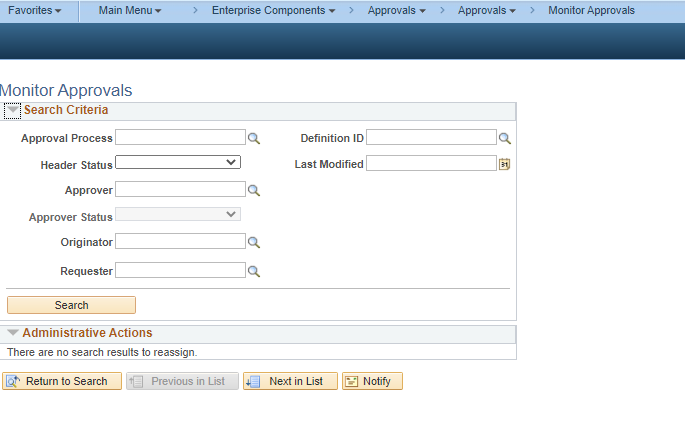 Favorites Main Menu > Enterprise Components > Approvals > Approvals > Monitor Approvals
Monitor Approvals
Search Criteria
Approval Process Definition ID
Header Status Last Modified 31
Approver
Approver Status
Originator
Requester
Search
Administrative Actions
There are no search results to reassign.
Return to Search Previous in List Next in List Notify